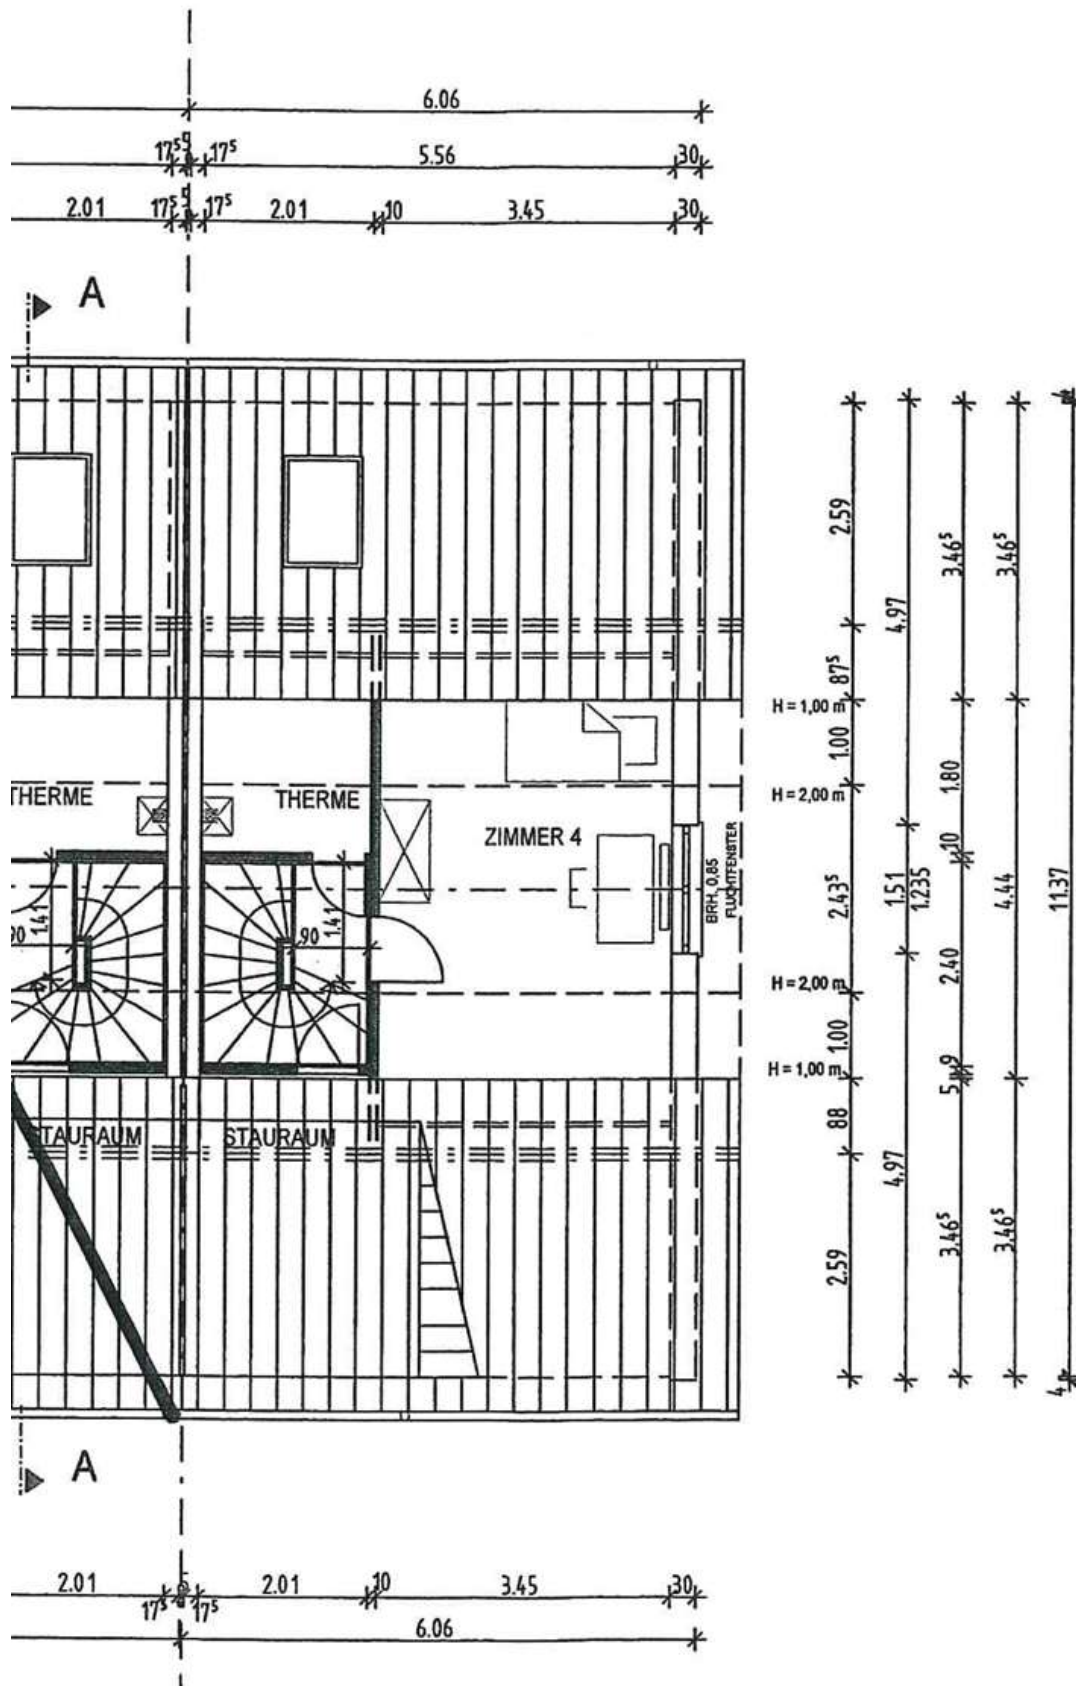 6.06
17⁵ 5 17⁵ 5.56 30
2.01 17⁵ 5 17⁵ 2.01 10 3.45 30
A
2.59
4.97
3.46⁵
3.46⁵
87⁵
H = 1,00 m
1.00
H = 2,00 m
1.80
THERME
THERME
ZIMMER 4
10
BRH. 0,85
FLUCHTFENSTER
2.43⁵
1.51
1.235
4.44
11.37
1.41
1.41
90
90
2.40
H = 2,00 m
1.00
H = 1,00 m
5 9
88
STAURAUM
STAURAUM
4.97
3.46⁵
3.46⁵
2.59
4
A
2.01 2.01 10 3.45 30
17⁵ 17⁵
6.06